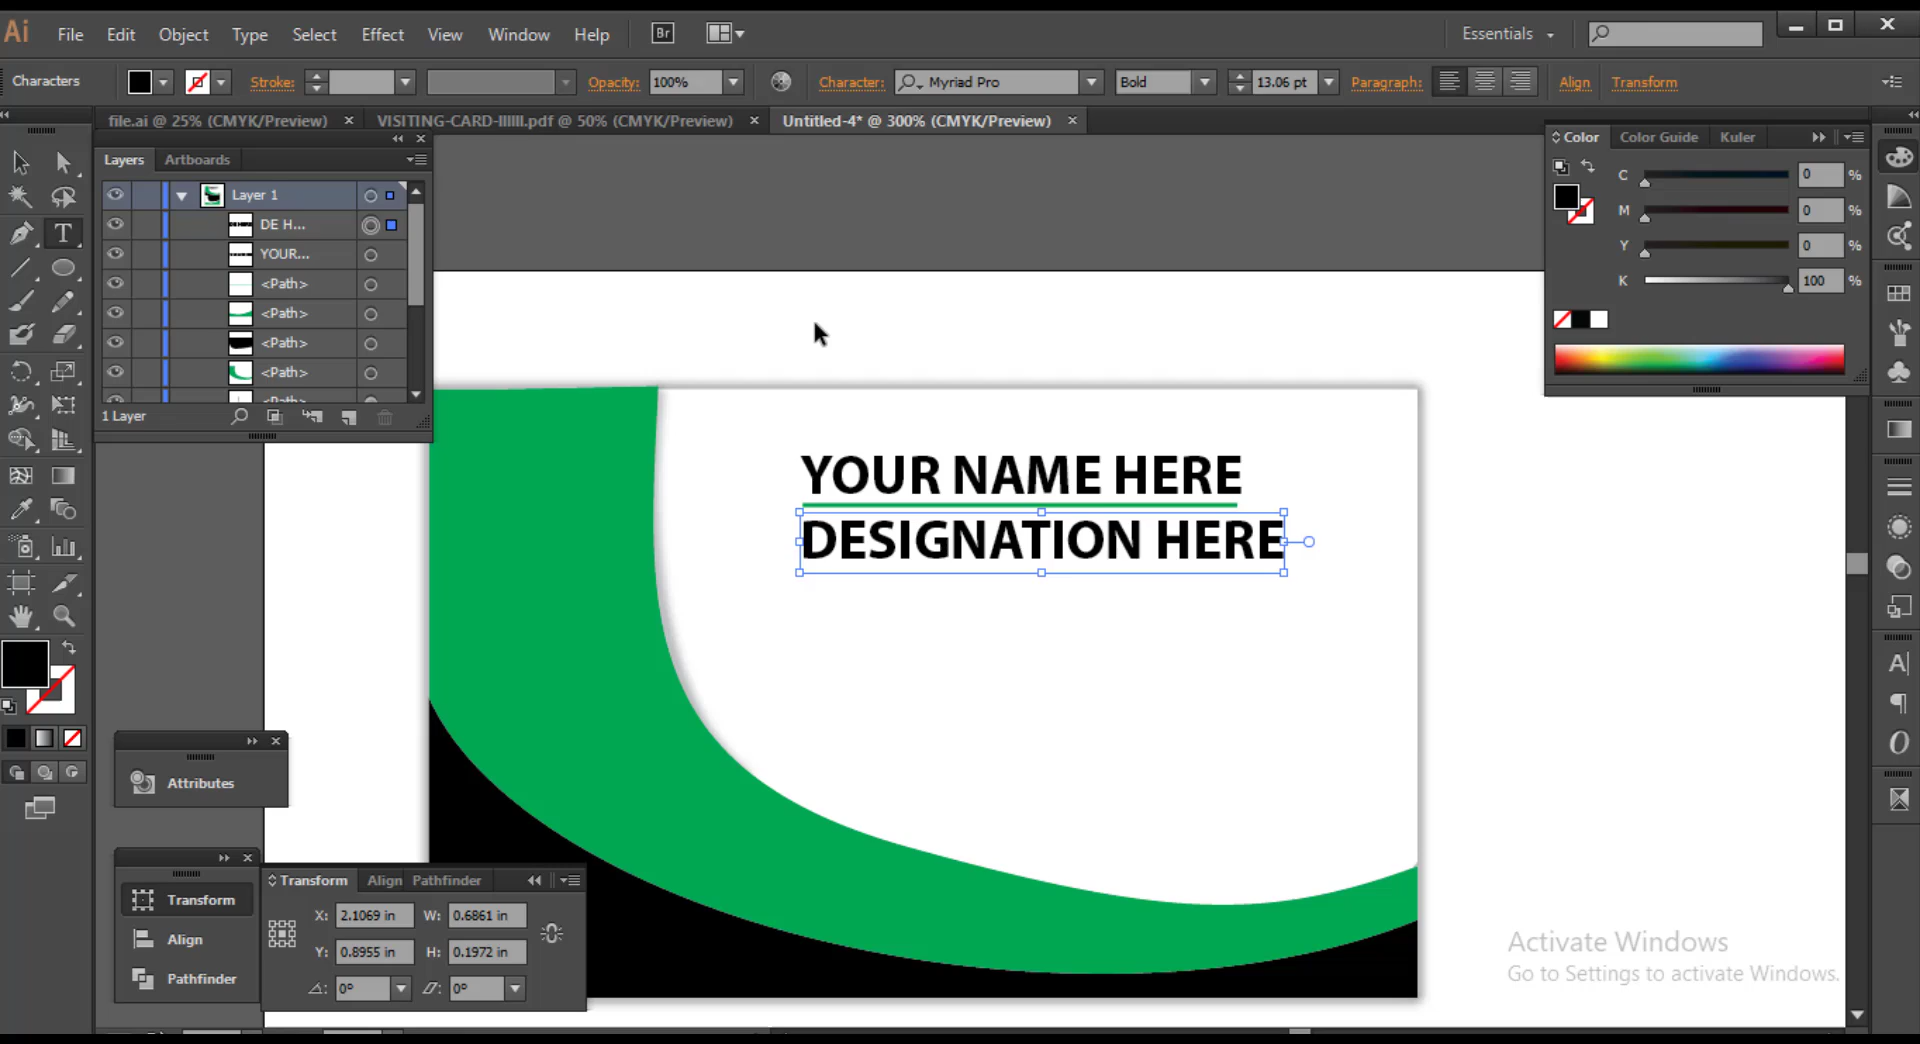 Ai File Edit Object Type Select Effect View Window Help Br Essentials
Characters Stroke: Opacity: 100% Character: Myriad Pro Bold 13.06 pt Paragraph: Align Transform
file.ai @ 25% (CMYK/Preview) × VISITING-CARD-IIIIII.pdf @ 50% (CMYK/Preview) × Untitled-4* @ 300% (CMYK/Preview) ×
Layers Artboards
Layer 1
DE H...
YOUR...
<Path>
<Path>
<Path>
<Path>
1 Layer
Color Color Guide Kuler
C 0 %
M 0 %
Y 0 %
K 100 %
YOUR NAME HERE
DESIGNATION HERE
Attributes
Transform
Align
Pathfinder
Transform Align Pathfinder
X: 2.1069 in W: 0.6861 in
Y: 0.8955 in H: 0.1972 in
0° 0°
Activate Windows
Go to Settings to activate Windows.